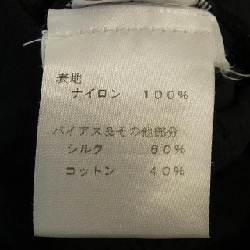 表地
ナイロン 100%
バイアス&その他部分
シルク 60%
コットン 40%